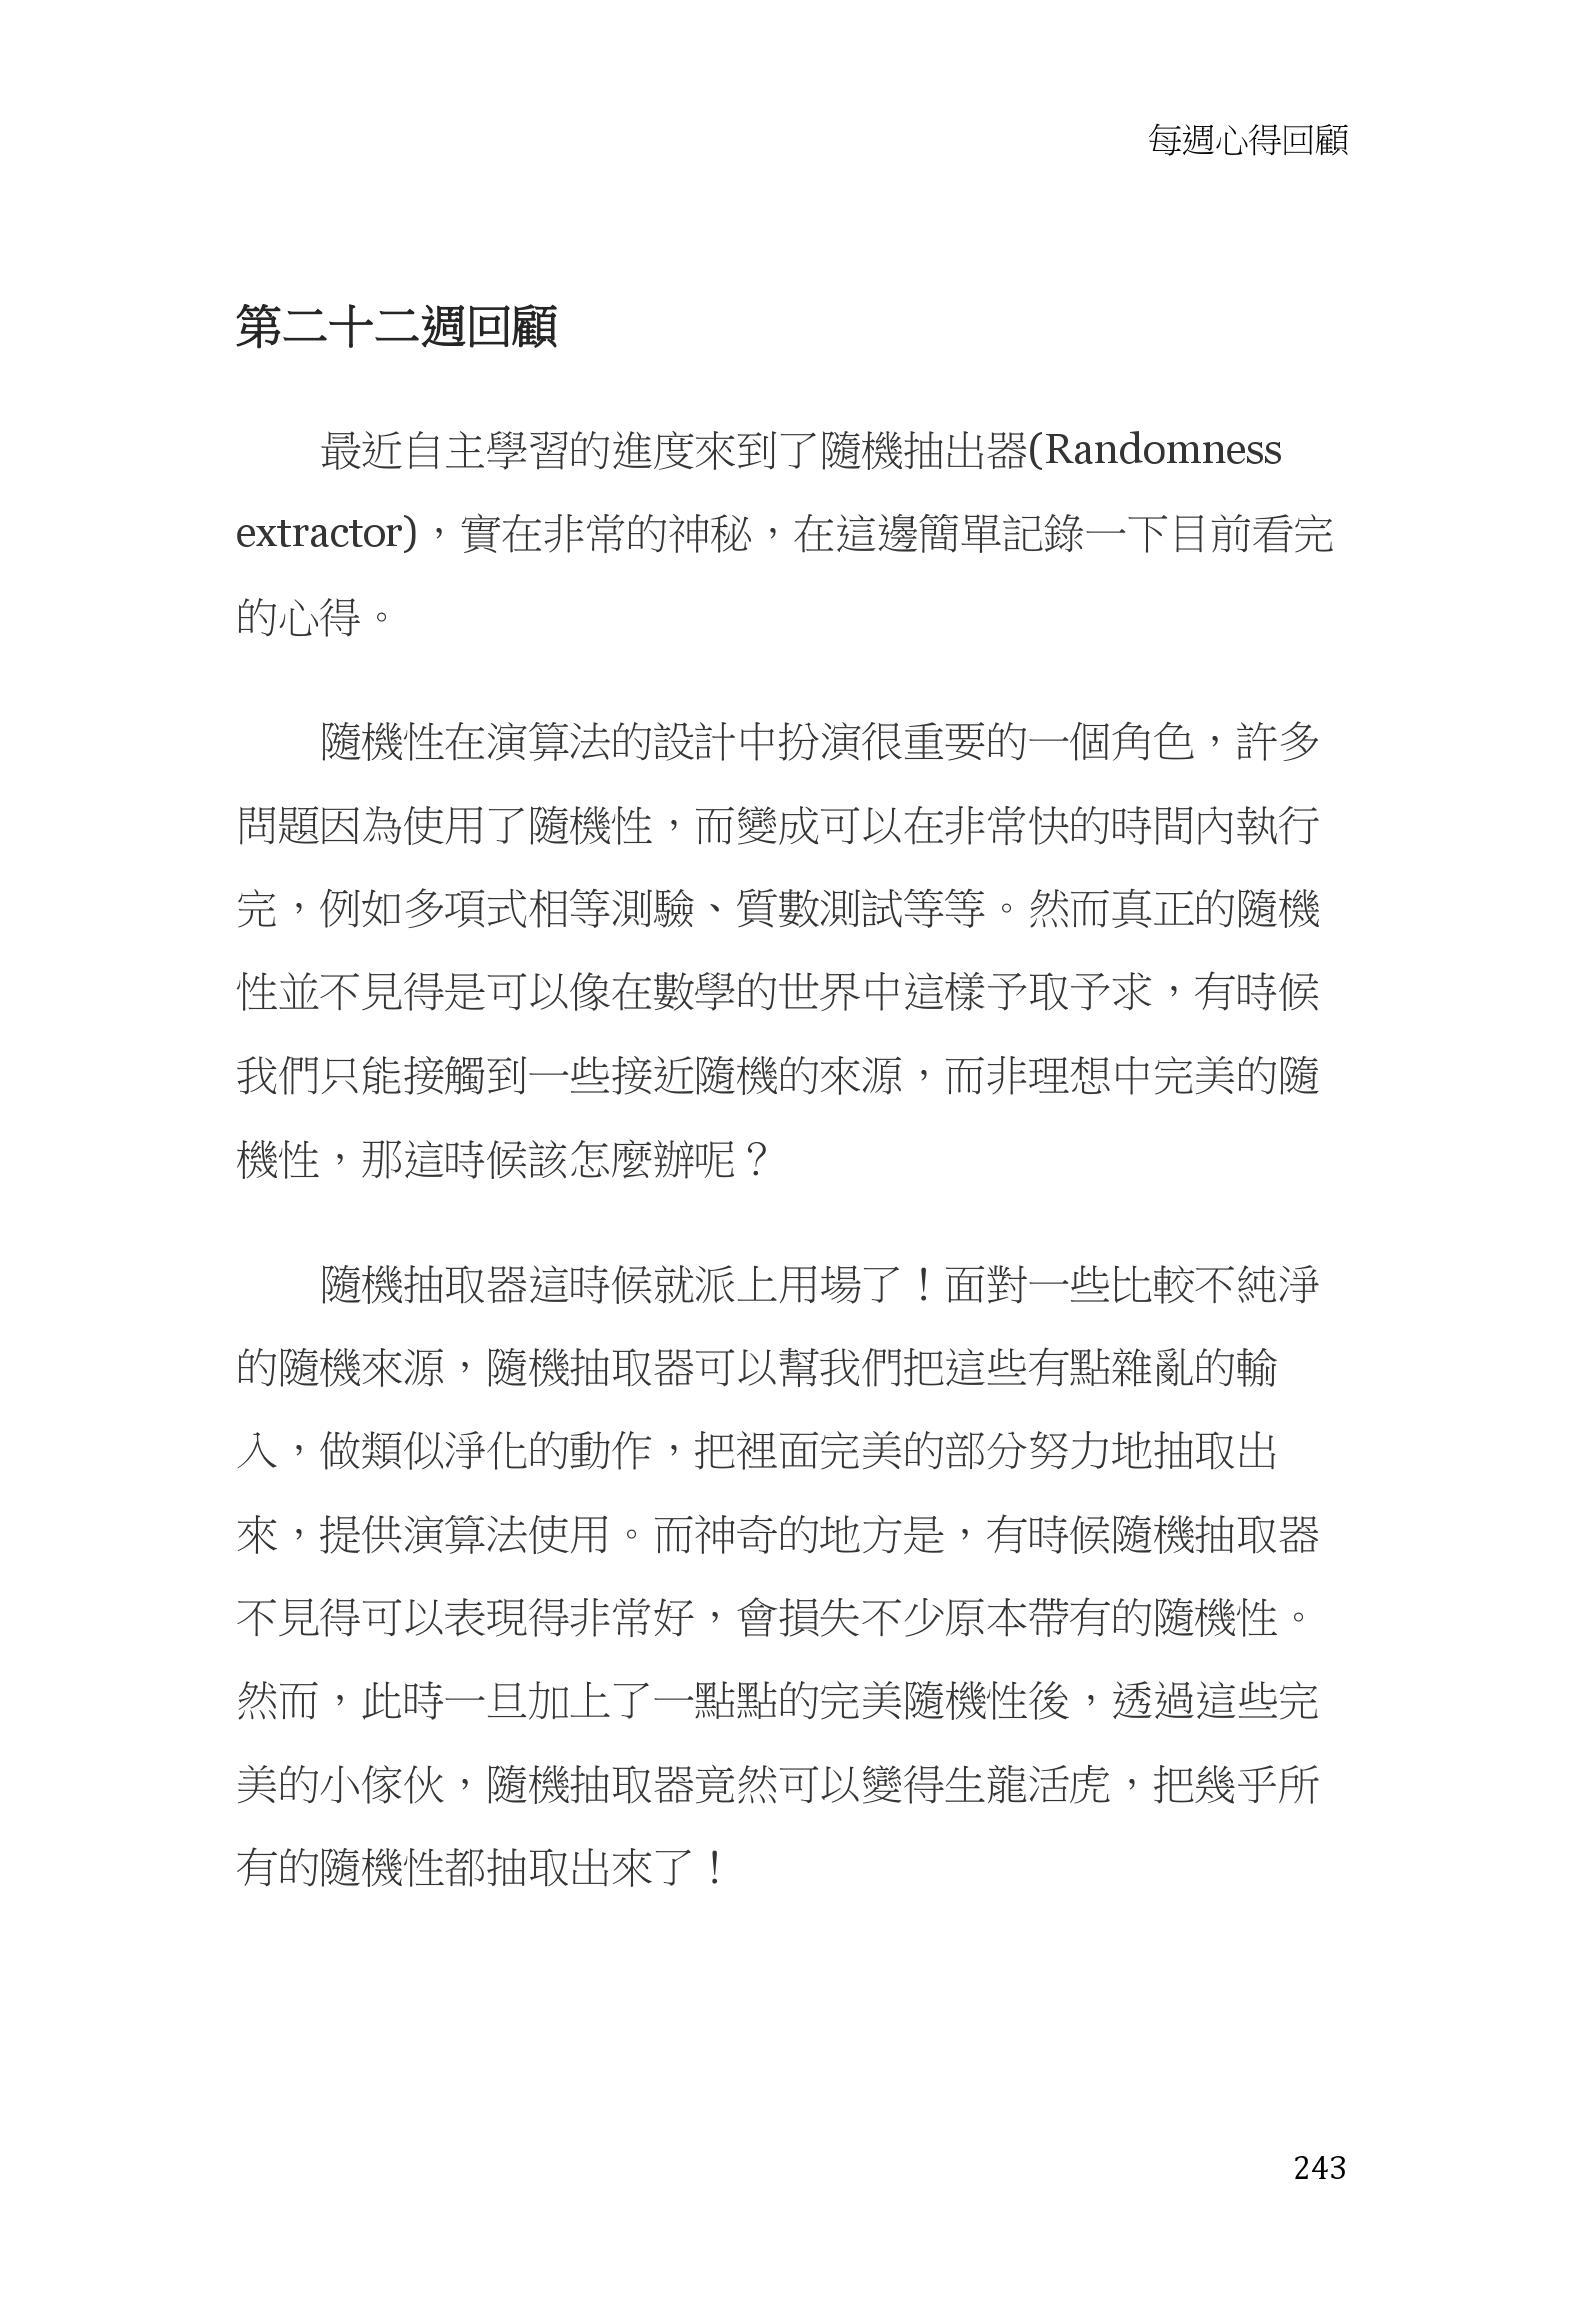 每週心得回顧
第二十二週回顧
最近自主學習的進度來到了隨機抽出器(Randomness
extractor)，實在非常的神秘，在這邊簡單記錄一下目前看完
的心得。
隨機性在演算法的設計中扮演很重要的一個角色，許多
問題因為使用了隨機性，而變成可以在非常快的時間內執行
完，例如多項式相等測驗、質數測試等等。然而真正的隨機
性並不見得是可以像在數學的世界中這樣予取予求，有時候
我們只能接觸到一些接近隨機的來源，而非理想中完美的隨
機性，那這時候該怎麼辦呢？
隨機抽取器這時候就派上用場了！面對一些比較不純淨
的隨機來源，隨機抽取器可以幫我們把這些有點雜亂的輸
入，做類似淨化的動作，把裡面完美的部分努力地抽取出
來，提供演算法使用。而神奇的地方是，有時候隨機抽取器
不見得可以表現得非常好，會損失不少原本帶有的隨機性。
然而，此時一旦加上了一點點的完美隨機性後，透過這些完
美的小傢伙，隨機抽取器竟然可以變得生龍活虎，把幾乎所
有的隨機性都抽取出來了！
243